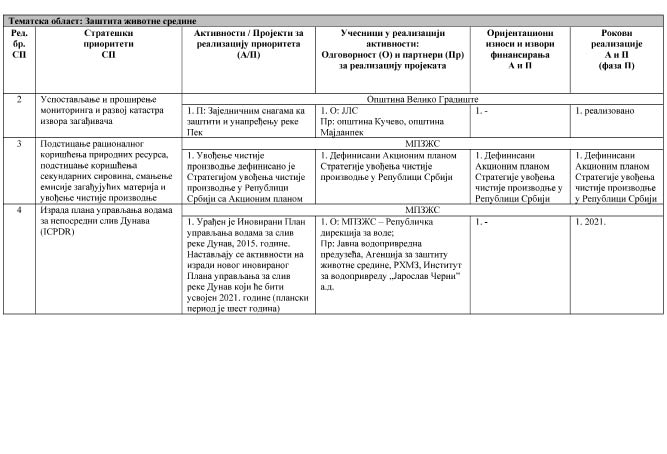 Тематска област: Заштита животне средине
Ред. бр. СП
Стратешки приоритети СП
Активности / Пројекти за реализацију приоритета (А/П)
Учесници у реализацији активности: Одговорност (О) и партнери (Пр) за реализацију пројеката
Оријентациони износи и извори финансирања А и П
Рокови реализације А и П (фаза П)
2
Успостављање и проширење
мониторинга и развој катастра
извора загађивача
Општина Велико Градиште
1. П: Заједничким снагама ка
заштити и унапређењу реке
Пек
1. О: ЈЛС
Пр: општина Кучево, општина
Мајданпек
1. -
1. реализовано
3
Подстицање рационалног
коришћења природних ресурса,
подстицање коришћења
секундарних сировина, смањење
емисије загађујућих материја и
увођење чистије производње
МПЗЖС
1. Увођење чистије
производње дефинисано је
Стратегијом увођења чистије
производње у Републици
Србији са Акционим планом
1. Дефинисани Акционим планом
Стратегије увођења чистије
производње у Републици Србији
1. Дефинисани
Акционим планом
Стратегије увођења
чистије производње у
Републици Србији
1. Дефинисани
Акционим планом
Стратегије увођења
чистије производње
у Републици Србији
4
Израда плана управљања водама
за непосредни слив Дунава
(ICPDR)
МПЗЖС
1. Урађен је Иновирани План
управљања водама за слив
реке Дунав, 2015. године.
Настављају се активности на
изради новог иновираног
Плана управљања за слив
реке Дунав који ће бити
усвојен 2021. године (плански
период је шест година)
1. О: МПЗЖС – Републичка
дирекција за воде;
Пр: Јавна водопривредна
предузећа, Агенција за заштиту
животне средине, РХМЗ, Институт
за водопривреду „Јарослав Черни”
а.д.
1. -
1. 2021.